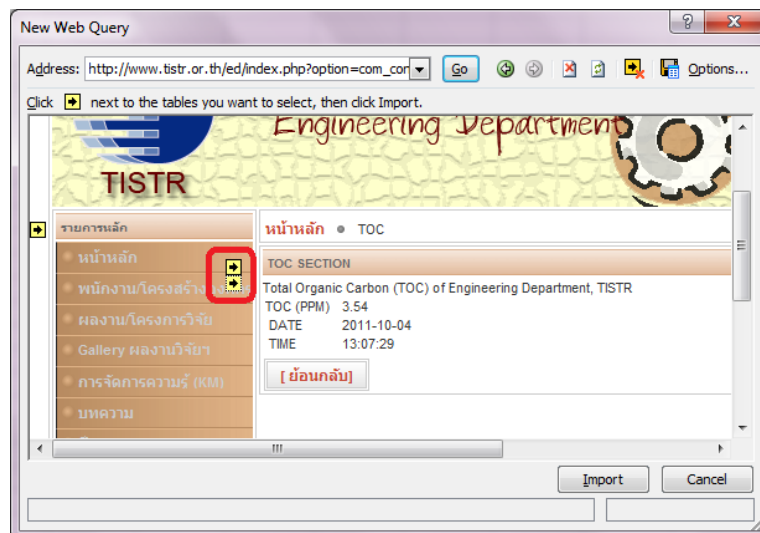 New Web Query
Address: http://www.tistr.or.th/ed/index.php?option=com_cor Go Options...
Click next to the tables you want to select, then click Import.
Engineering Department
TISTR
รายการหลัก
หน้าหลัก ● TOC
หน้าหลัก
TOC SECTION
พนักงาน/โครงสร้าง
Total Organic Carbon (TOC) of Engineering Department, TISTR
TOC (PPM) 3.54
ผลงาน/โครงการวิจัย
DATE 2011-10-04
TIME 13:07:29
Gallery ผลงานวิจัยฯ
[ ย้อนกลับ]
การจัดการความรู้ (KM)
บทความ
Import Cancel